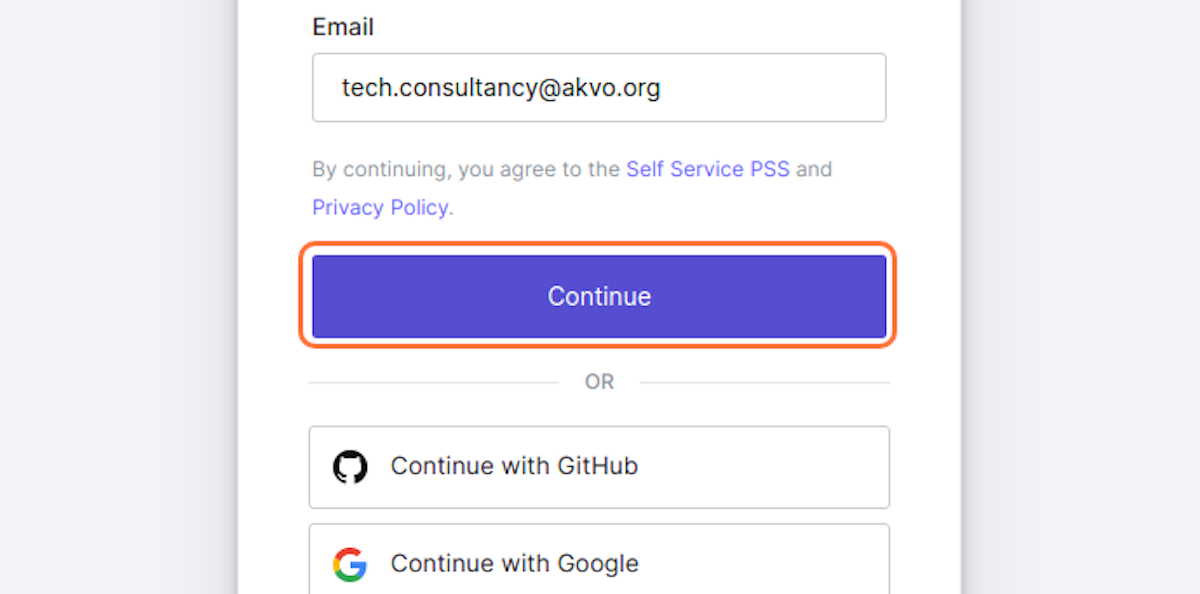 Email
tech.consultancy@akvo.org
By continuing, you agree to the Self Service PSS and
Privacy Policy.
Continue
OR
Continue with GitHub
Continue with Google